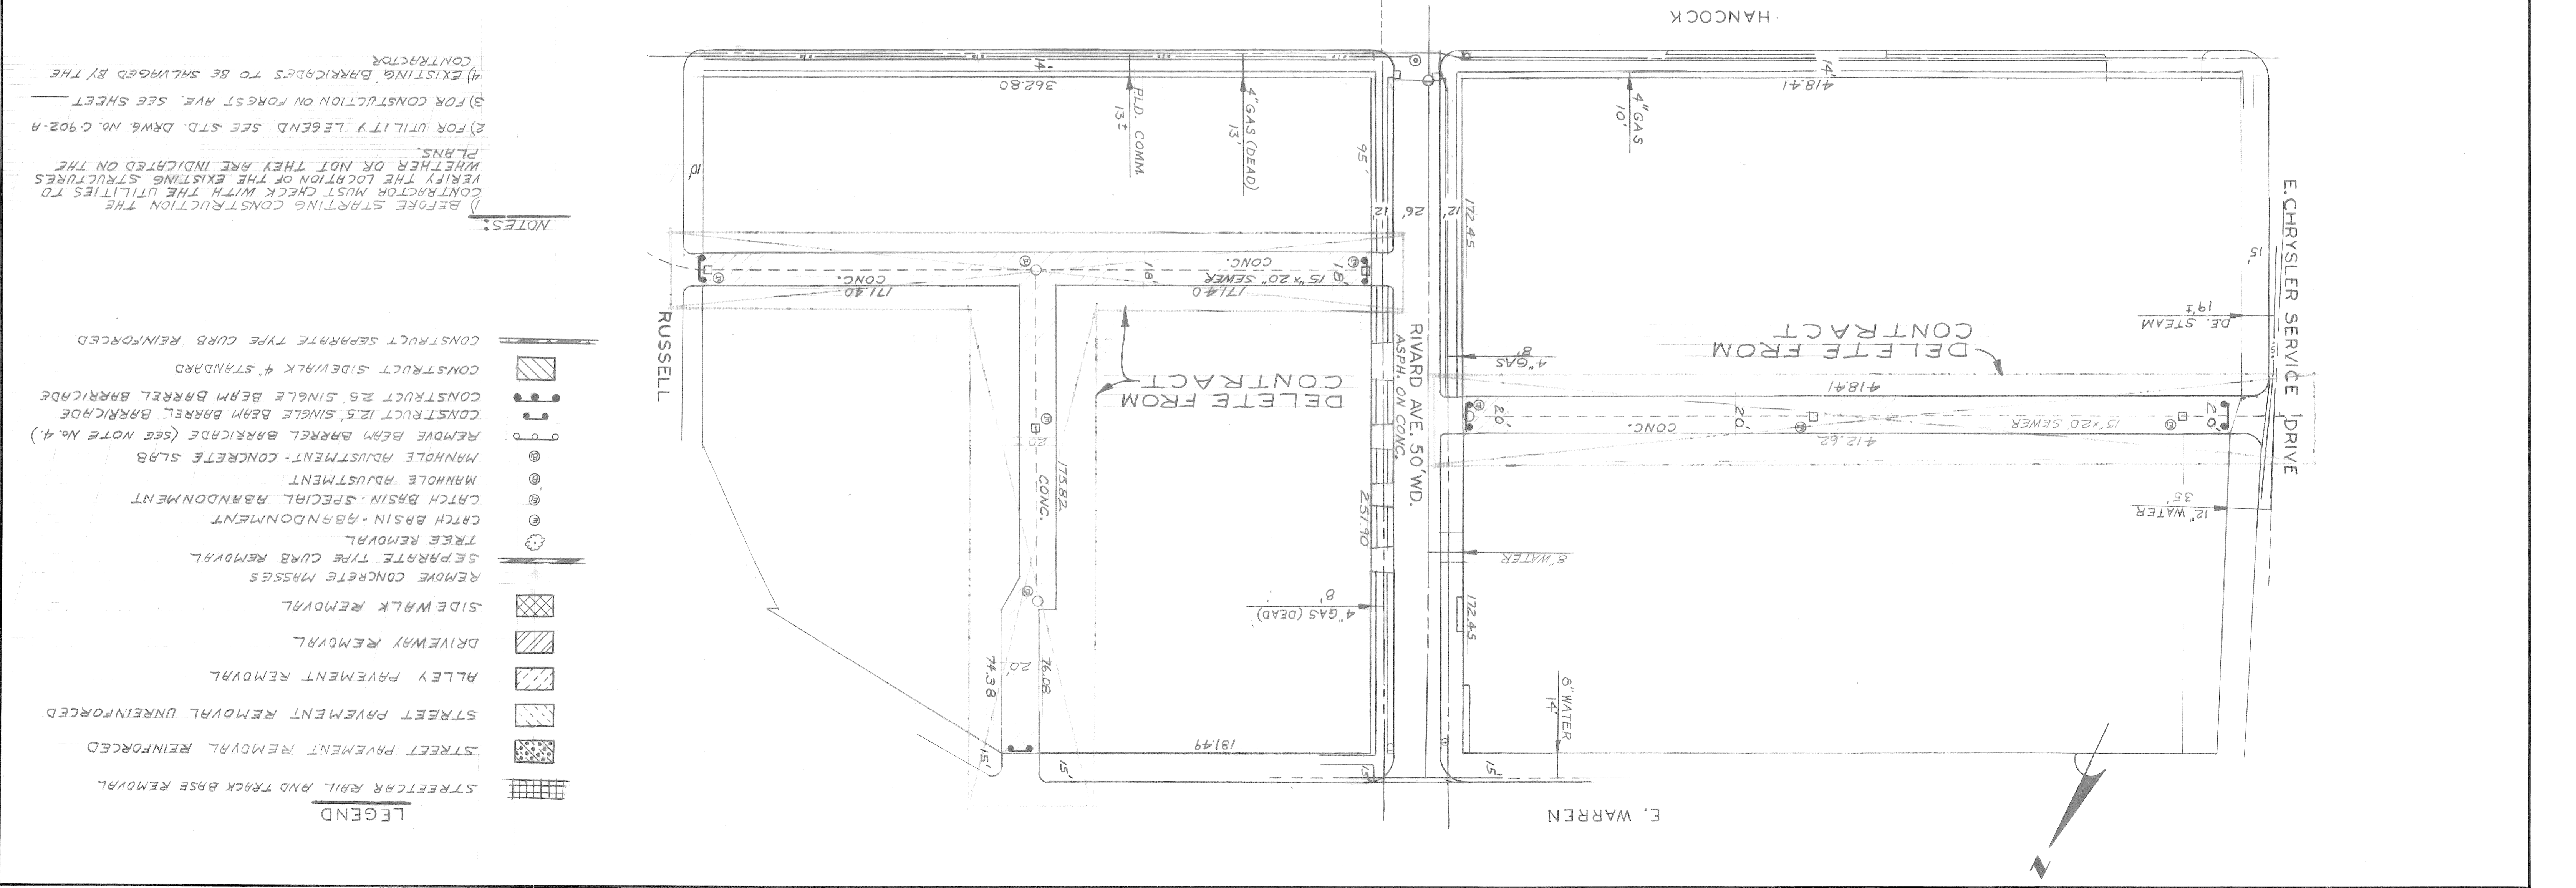 LEGEND
STREETCAR RAIL AND TRACK BASE REMOVAL
STREET PAVEMENT REMOVAL REINFORCED
STREET PAVEMENT REMOVAL UNREINFORCED
ALLEY PAVEMENT REMOVAL
DRIVEWAY REMOVAL
SIDEWALK REMOVAL
REMOVE CONCRETE MASSES
SEPARATE TYPE CURB REMOVAL
TREE REMOVAL
CATCH BASIN - ABANDONMENT
CATCH BASIN - SPECIAL ABANDONMENT
MANHOLE ADJUSTMENT
MANHOLE ADJUSTMENT - CONCRETE SLAB
REMOVE BEAM BARREL BARRICADE (SEE NOTE No. 4.)
CONSTRUCT 12.5' SINGLE BEAM BARREL BARRICADE
CONSTRUCT 25' SINGLE BEAM BARREL BARRICADE
CONSTRUCT SIDEWALK 4" STANDARD
CONSTRUCT SEPARATE TYPE CURB REINFORCED
NOTES:
1) BEFORE STARTING CONSTRUCTION THE
CONTRACTOR MUST CHECK WITH THE UTILITIES TO
VERIFY THE LOCATION OF THE EXISTING STRUCTURES
WHETHER OR NOT THEY ARE INDICATED ON THE
PLANS.
2) FOR UTILITY LEGEND SEE STD. DRWG. NO. C-902-A
3) FOR CONSTUCTION ON FOREST AVE. SEE SHEET
4) EXISTING BARRICADES TO BE SALVAGED BY THE
CONTRACTOR
N
E. WARREN
15'
15'
15'
15'
8" WATER
14'
131.49
76.08
20'
74.38
172.45
4" GAS (DEAD)
8'
8" WATER
12" WATER
35'
251.90
175.82
CONC.
20'
E. CHRYSLER SERVICE DRIVE
412.62
20'
15"x20" SEWER
20'
CONC.
20'
418.41
DELETE FROM
CONTRACT
DELETE FROM
CONTRACT
RIVARD AVE. 50' WD.
ASPH. ON CONC.
RUSSELL
4" GAS
8'
D.E. STEAM
19'±
171.40
171.40
18'
15"x20" SEWER
CONC.
18'
CONC.
15'
172.45
12'
26'
12'
95'
4" GAS
10'
4" GAS (DEAD)
13'
P.L.D. COMM
13±
418.41
14'
362.80
14'
HANCOCK